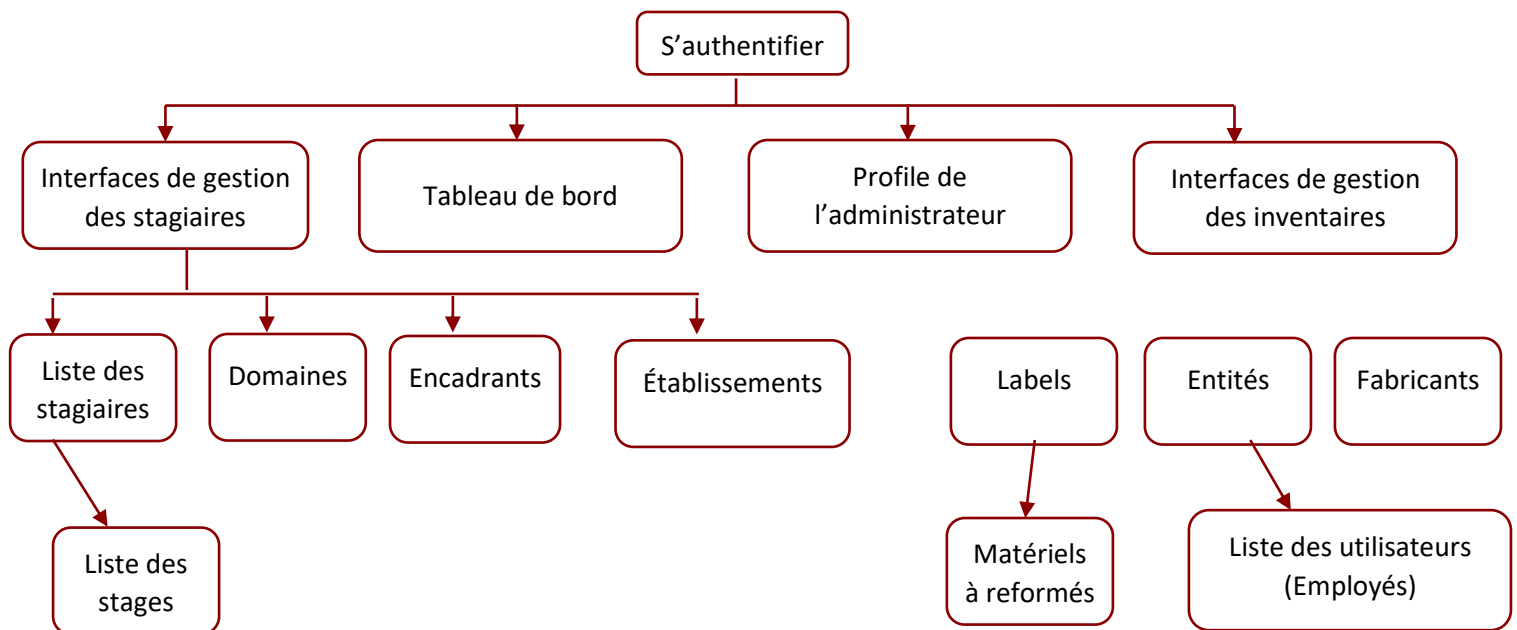 S’authentifier
Interfaces de gestion
des stagiaires
Tableau de bord
Profile de
l’administrateur
Interfaces de gestion
des inventaires
Liste des
stagiaires
Domaines
Encadrants
Établissements
Labels
Entités
Fabricants
Liste des
stages
Matériels
à reformés
Liste des utilisateurs
(Employés)